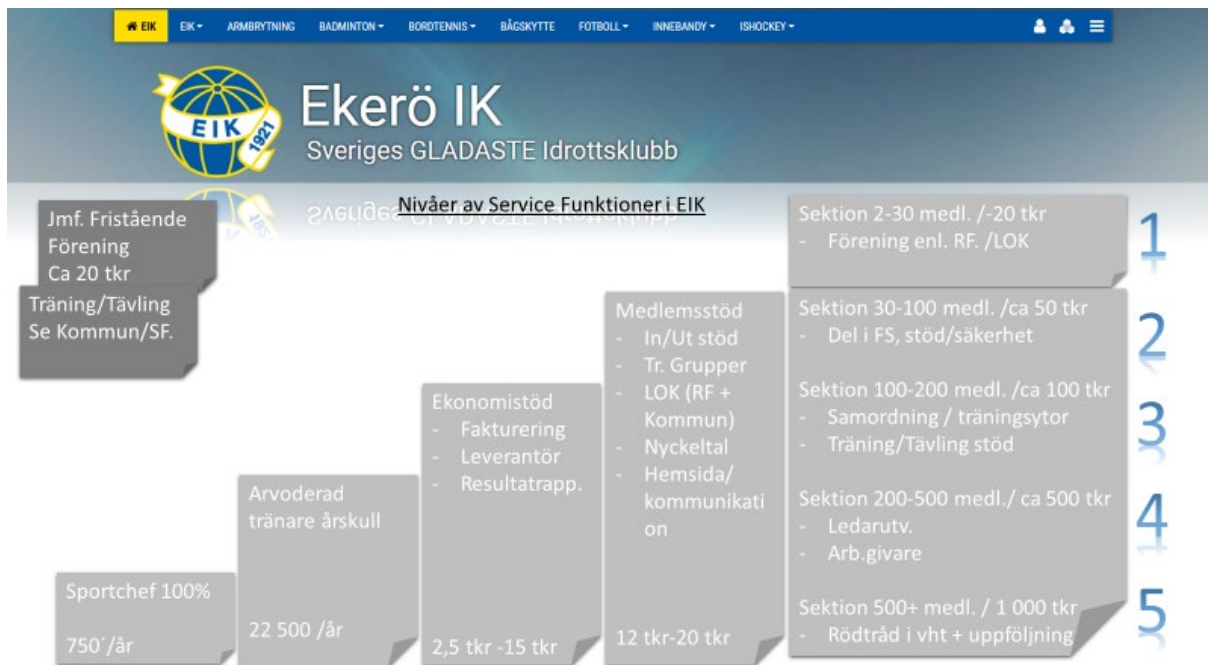 EIK
EIK
ARMBRYTNING
BADMINTON
BORDTENNIS
BÅGSKYTTE
FOTBOLL
INNEBANDY
ISHOCKEY
EIK 1921
Ekerö IK
Sveriges GLADASTE Idrottsklubb
Nivåer av Service Funktioner i EIK
Jmf. Fristående
Förening
Ca 20 tkr
Träning/Tävling
Se Kommun/SF.
Sportchef 100%
750´/år
Arvoderad
tränare årskull
22 500 /år
Ekonomistöd
- Fakturering
- Leverantör
- Resultatrapp.
2,5 tkr -15 tkr
Medlemsstöd
- In/Ut stöd
- Tr. Grupper
- LOK (RF +
Kommun)
- Nyckeltal
- Hemsida/
kommunikati
on
12 tkr-20 tkr
Sektion 2-30 medl. /-20 tkr
- Förening enl. RF. /LOK
1
Sektion 30-100 medl. /ca 50 tkr
- Del i FS, stöd/säkerhet
2
Sektion 100-200 medl. /ca 100 tkr
- Samordning / träningsytor
- Träning/Tävling stöd
3
Sektion 200-500 medl./ ca 500 tkr
- Ledarutv.
- Arb.givare
4
Sektion 500+ medl. / 1 000 tkr
- Rödtråd i vht + uppföljning
5